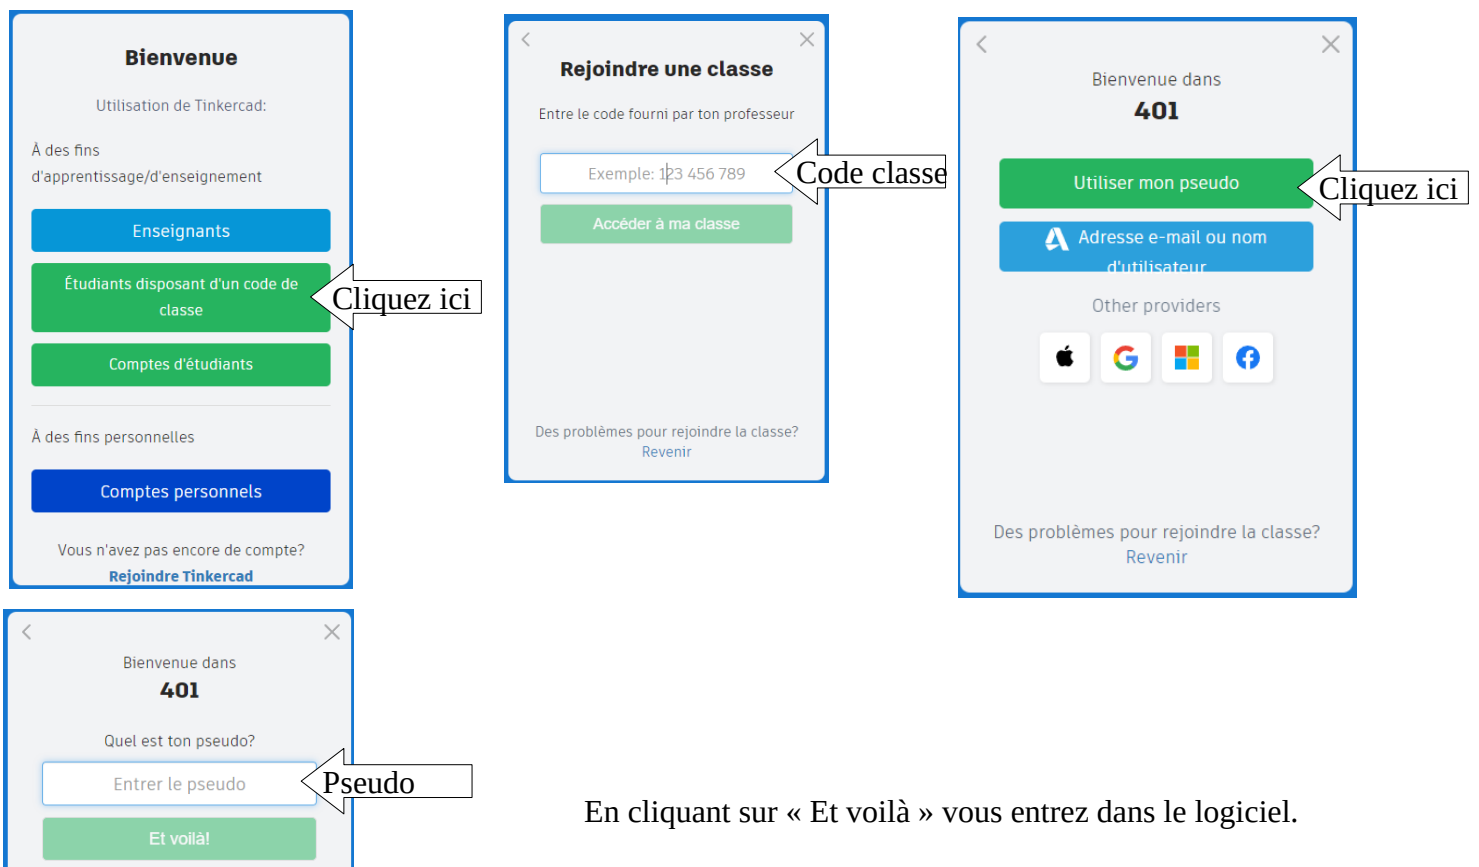 Bienvenue
Utilisation de Tinkercad:
À des fins
d'apprentissage/d'enseignement
Enseignants
Étudiants disposant d'un code de
classe
Cliquez ici
Comptes d'étudiants
À des fins personnelles
Comptes personnels
Vous n'avez pas encore de compte?
Rejoindre Tinkercad
Rejoindre une classe
Entre le code fourni par ton professeur
Exemple: 123 456 789
Code classe
Accéder à ma classe
Des problèmes pour rejoindre la classe?
Revenir
Bienvenue dans
401
Utiliser mon pseudo
Cliquez ici
Adresse e-mail ou nom
d'utilisateur
Other providers
Des problèmes pour rejoindre la classe?
Revenir
Bienvenue dans
401
Quel est ton pseudo?
Entrer le pseudo
Pseudo
Et voilà!
En cliquant sur « Et voilà » vous entrez dans le logiciel.